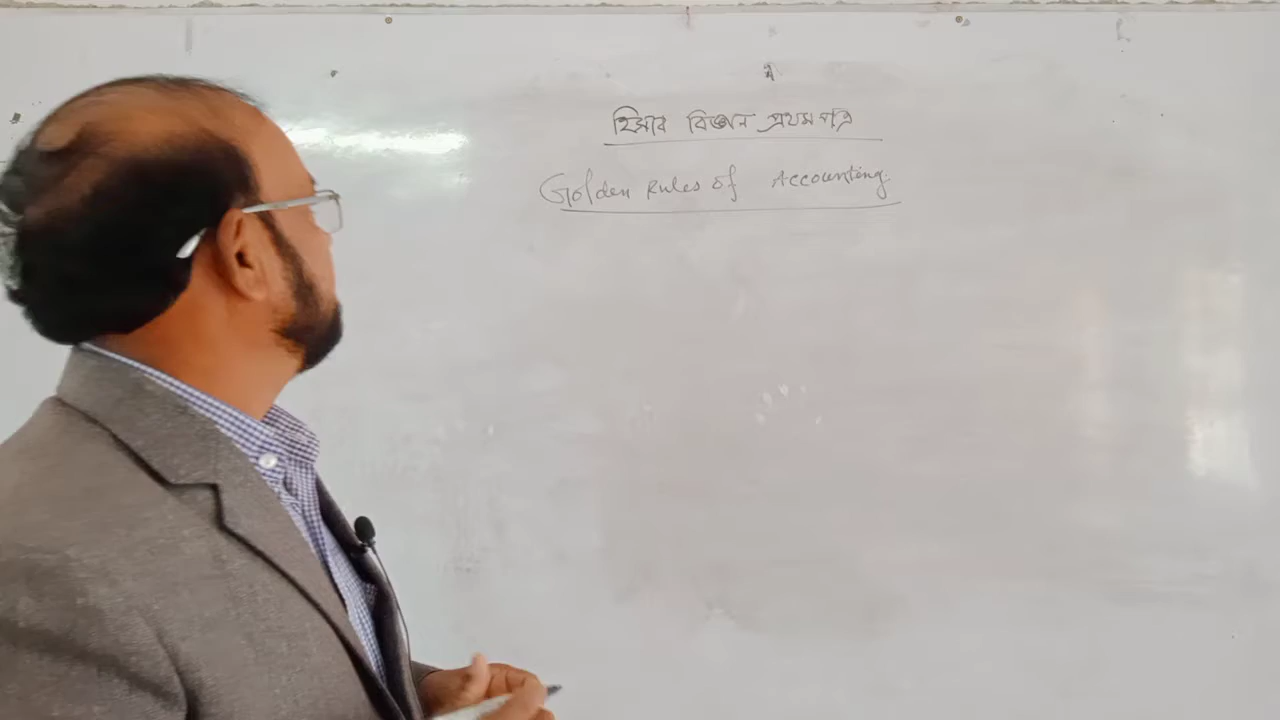 হিসাব বিজ্ঞান প্রথম পত্র
Golden Rules of Accounting.